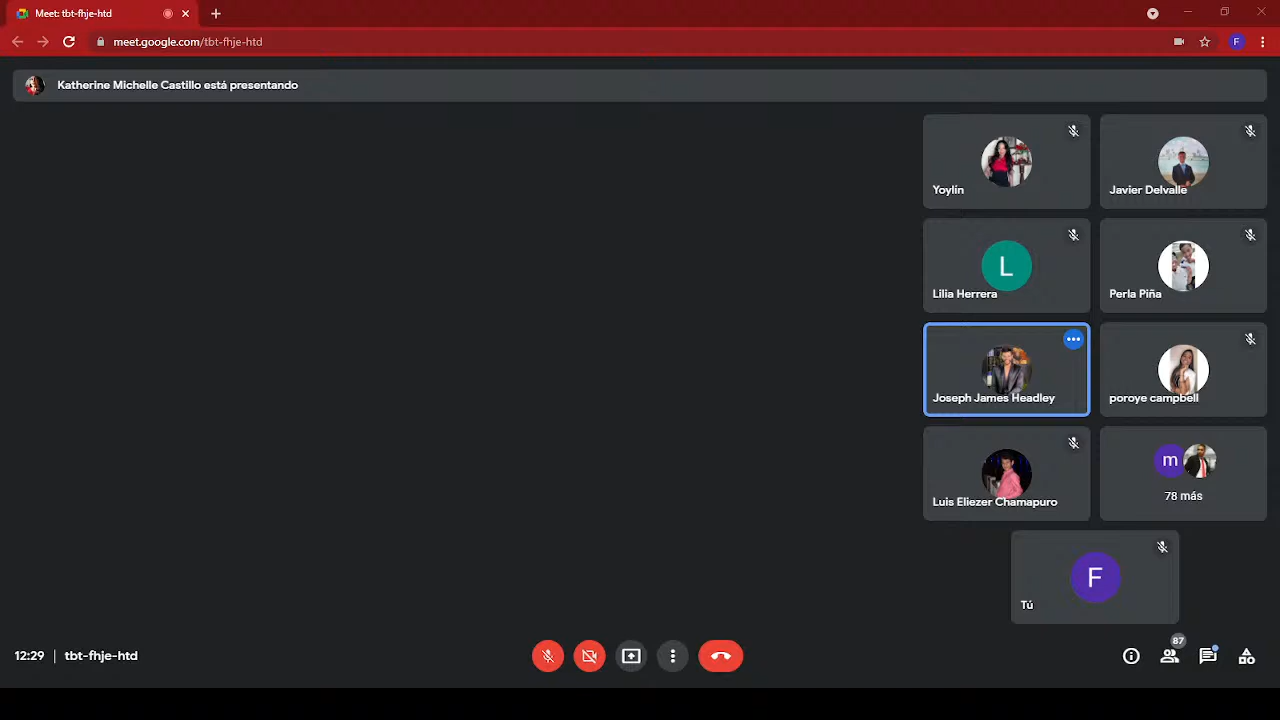 Meet: tbt-fhje-htd
meet.google.com/tbt-fhje-htd
F
Katherine Michelle Castillo está presentando
Yoylín
Javier Delvalle
L
Lilia Herrera
Perla Piña
Joseph James Headley
poroye campbell
Luis Eliezer Chamapuro
m
78 más
F
Tú
12:29 | tbt-fhje-htd
87